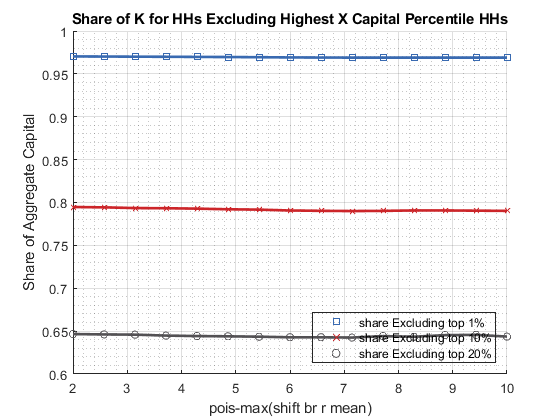 Share of K for HHs Excluding Highest X Capital Percentile HHs
1
0.95
0.9
0.85
0.8
0.75
0.7
0.65
0.6
Share of Aggregate Capital
share Excluding top 1%
share Excluding top 10%
share Excluding top 20%
2 3 4 5 6 7 8 9 10
pois-max(shift br r mean)